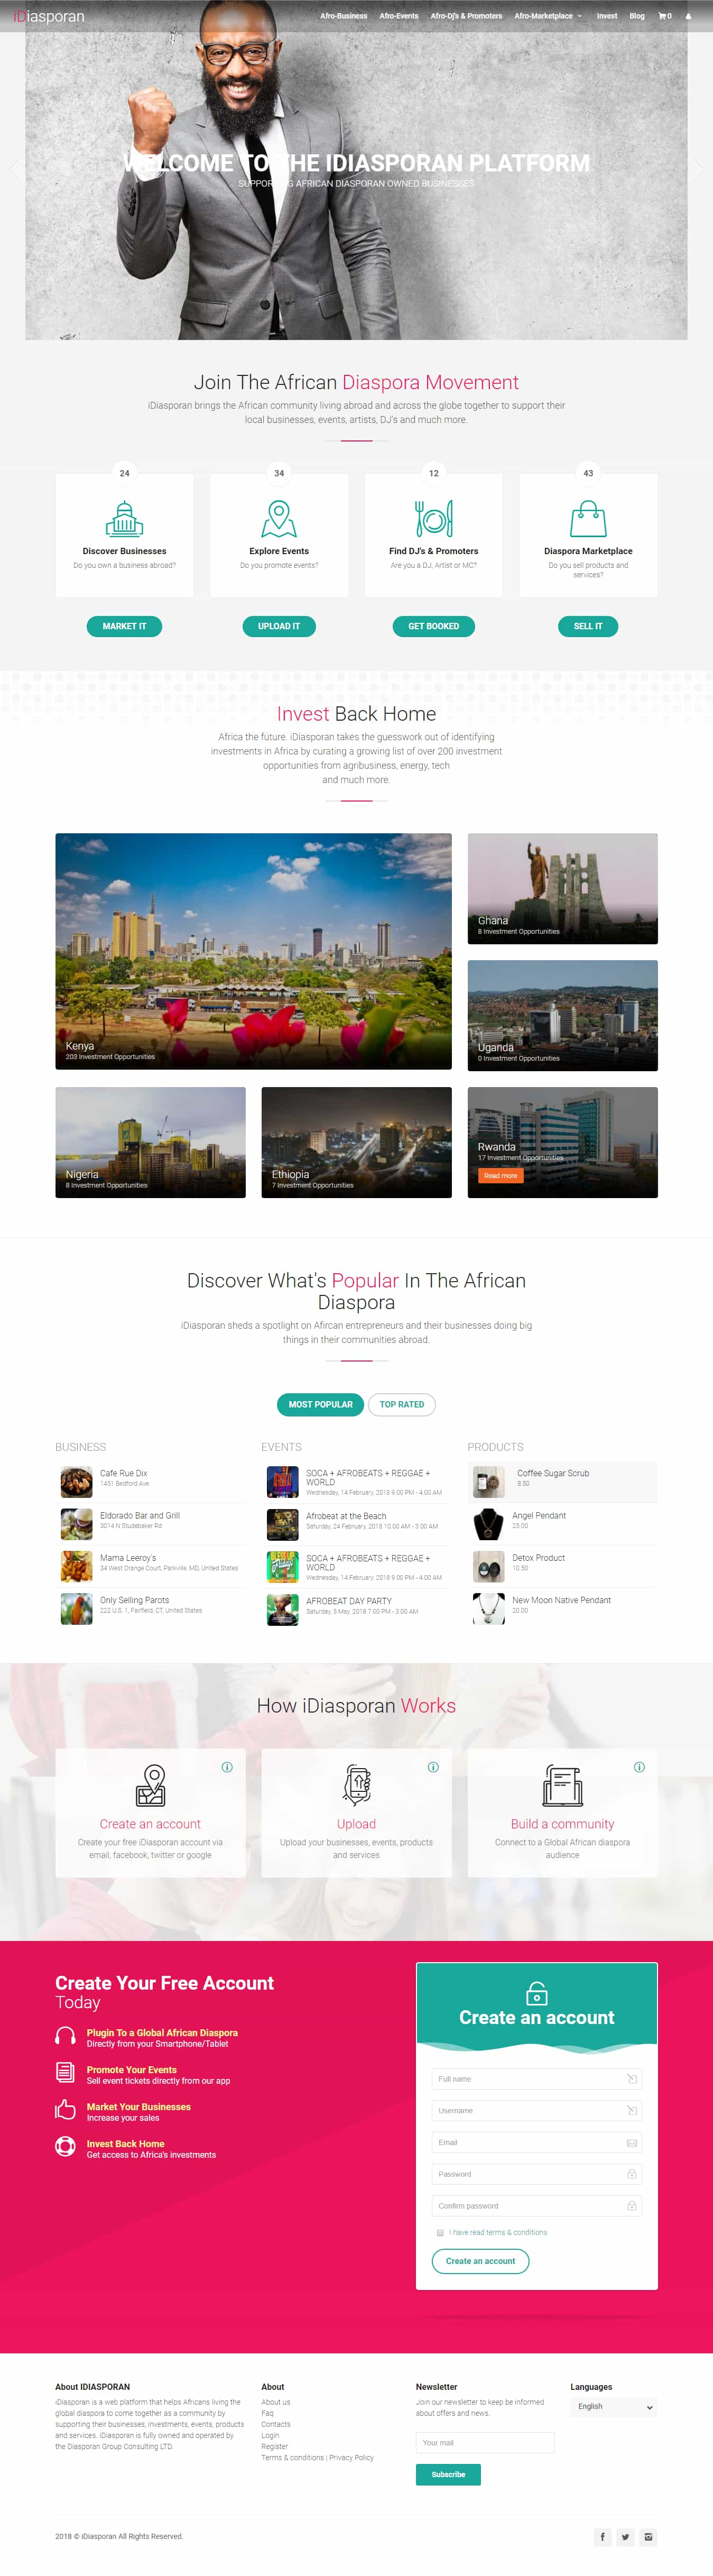 iDiasporan
Afro-Business Afro-Events Afro-Dj's & Promoters Afro-Marketplace Invest Blog 0
WELCOME TO THE IDIASPORAN PLATFORM
SUPPORTING AFRICAN DIASPORAN OWNED BUSINESSES
Join The African Diaspora Movement
iDiasporan brings the African community living abroad and across the globe together to support their
local businesses, events, artists, DJ's and much more.
24
Discover Businesses
Do you own a business abroad?
MARKET IT
34
Explore Events
Do you promote events?
UPLOAD IT
12
Find DJ's & Promoters
Are you a DJ, Artist or MC?
GET BOOKED
43
Diaspora Marketplace
Do you sell products and
services?
SELL IT
Invest Back Home
Africa the future. iDiasporan takes the guesswork out of identifying
investments in Africa by curating a growing list of over 200 investment
opportunities from agribusiness, energy, tech
and much more.
Kenya
203 Investment Opportunities
Ghana
8 Investment Opportunities
Uganda
0 Investment Opportunities
Nigeria
8 Investment Opportunities
Ethiopia
7 Investment Opportunities
Rwanda
17 Investment Opportunities
Read more
Discover What's Popular In The African
Diaspora
iDiasporan sheds a spotlight on Afircan entrepreneurs and their businesses doing big
things in their communities abroad.
MOST POPULAR
TOP RATED
BUSINESS
Cafe Rue Dix
1451 Bedford Ave
Eldorado Bar and Grill
3014 N Studebaker Rd
Mama Leeroy's
34 West Orange Court, Parkville, MD, United States
Only Selling Parots
222 U.S. 1, Fairfield, CT, United States
EVENTS
SOCA + AFROBEATS + REGGAE +
WORLD
Wednesday, 14 February, 2018 9:00 PM - 4:00 AM
Afrobeat at the Beach
Saturday, 24 February, 2018 10:00 AM - 3:00 AM
SOCA + AFROBEATS + REGGAE +
WORLD
Wednesday, 14 February, 2018 9:00 PM - 4:00 AM
AFROBEAT DAY PARTY
Saturday, 5 May, 2018 7:00 PM - 3:00 AM
PRODUCTS
Coffee Sugar Scrub
8.50
Angel Pendant
25.00
Detox Product
10.50
New Moon Native Pendant
20.00
How iDiasporan Works
Create an account
Create your free iDiasporan account via
email, facebook, twitter or google
Upload
Upload your businesses, events, products
and services
Build a community
Connect to a Global African diaspora
audience
Create Your Free Account
Today
Plugin To a Global African Diaspora
Directly from your Smartphone/Tablet
Promote Your Events
Sell event tickets directly from our app
Market Your Businesses
Increase your sales
Invest Back Home
Get access to Africa's investments
Create an account
Full name
Username
Email
Password
Confirm password
I have read terms & conditions
Create an account
About IDIASPORAN
iDiasporan is a web platform that helps Africans living the
global diaspora to come together as a community by
supporting their businesses, investments, events, products
and services. iDiasporan is fully owned and operated by
the Diasporan Group Consulting LTD.
About
About us
Faq
Contacts
Login
Register
Terms & conditions | Privacy Policy
Newsletter
Join our newsletter to keep be informed
about offers and news.
Your mail
Subscribe
Languages
English
2018 © iDiasporan All Rights Reserved.